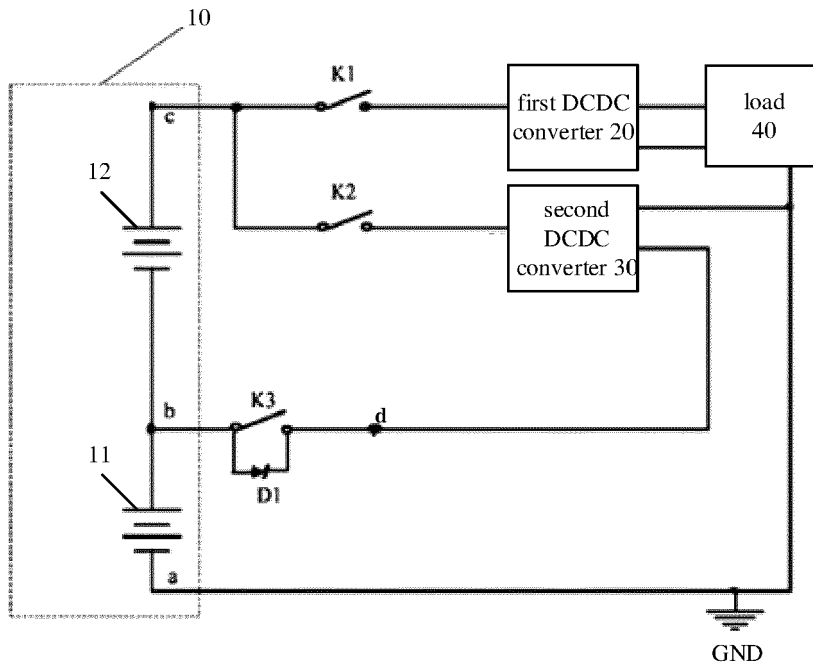 10
K1
c
first DCDC
converter 20
load
40
12
K2
second
DCDC
converter 30
b
K3
d
11
D1
a
GND